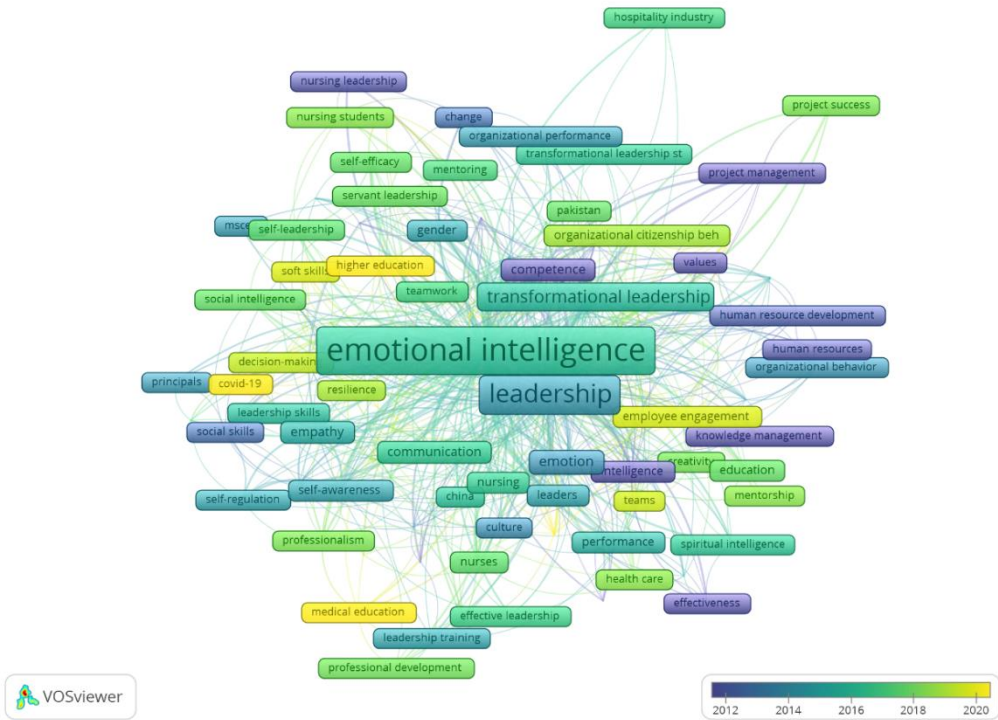 hospitality industry
nursing leadership
project success
nursing students
change
organizational performance
transformational leadership st
self-efficacy
mentoring
project management
servant leadership
pakistan
msce
self-leadership
gender
organizational citizenship beh
soft skills
higher education
competence
values
social intelligence
teamwork
transformational leadership
human resource development
emotional intelligence
human resources
decision-makin
organizational behavior
principals
covid-19
resilience
leadership
leadership skills
employee engagement
social skills
empathy
knowledge management
communication
emotion
intelligence
creativity
education
self-regulation
self-awareness
nursing
china
leaders
teams
mentorship
culture
professionalism
performance
spiritual intelligence
nurses
health care
effectiveness
medical education
effective leadership
leadership training
professional development
VOSviewer
2012 2014 2016 2018 2020